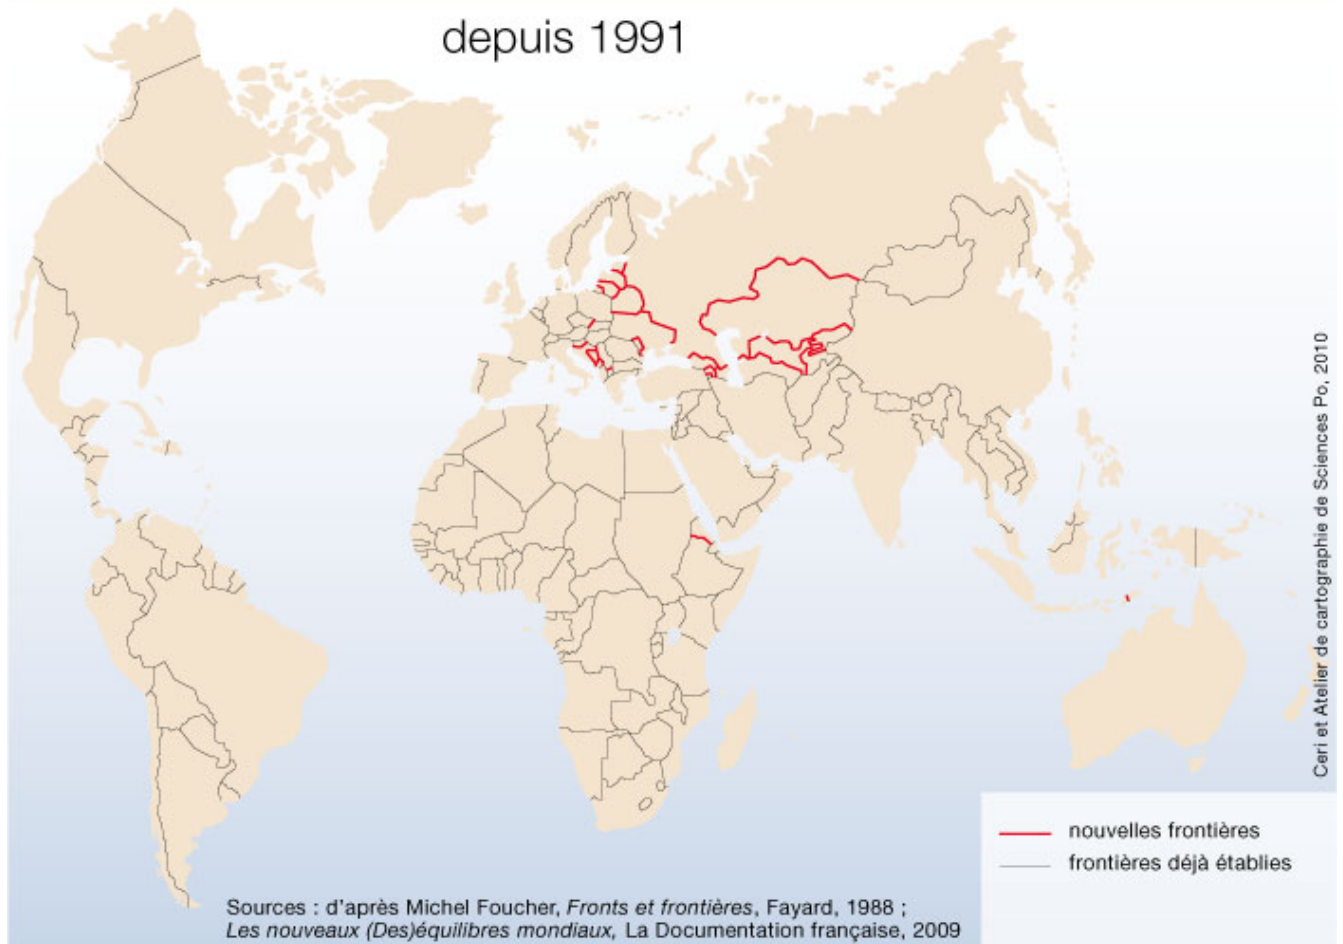 depuis 1991
Ceri et Atelier de cartographie de Sciences Po, 2010
nouvelles frontières
frontières déjà établies
Sources : d'après Michel Foucher, Fronts et frontières, Fayard, 1988 ;
Les nouveaux (Des)équilibres mondiaux, La Documentation française, 2009